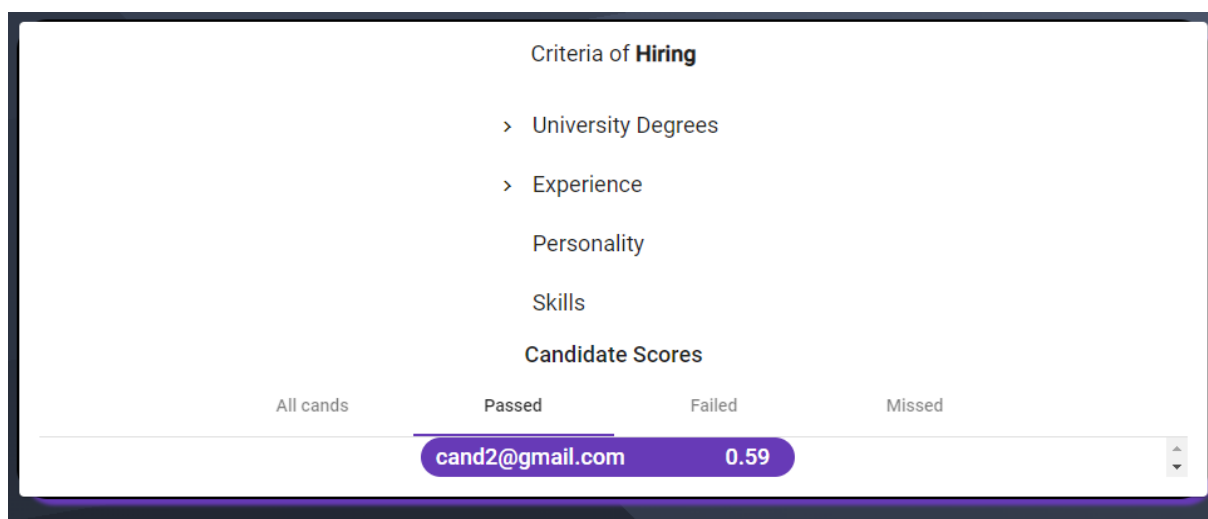 Criteria of Hiring
University Degrees
Experience
Personality
Skills
Candidate Scores
All cands Passed Failed Missed
cand2@gmail.com 0.59